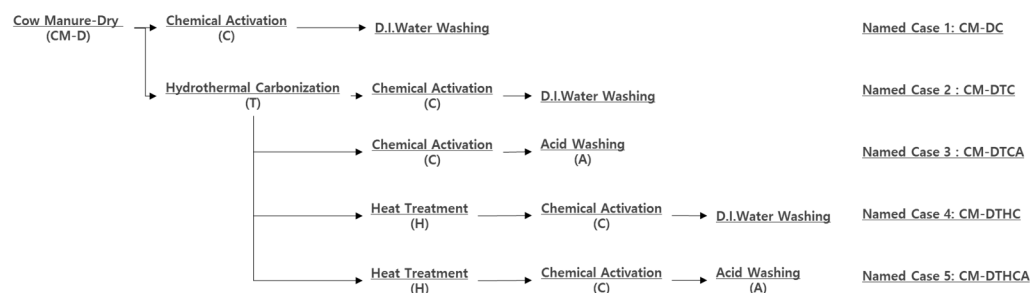 Cow Manure-Dry
(CM-D)
Chemical Activation
(C)
D.I.Water Washing
Named Case 1: CM-DC
Hydrothermal Carbonization
(T)
Chemical Activation
(C)
D.I.Water Washing
Named Case 2 : CM-DTC
Chemical Activation
(C)
Acid Washing
(A)
Named Case 3 : CM-DTCA
Heat Treatment
(H)
Chemical Activation
(C)
D.I.Water Washing
Named Case 4: CM-DTHC
Heat Treatment
(H)
Chemical Activation
(C)
Acid Washing
(A)
Named Case 5: CM-DTHCA